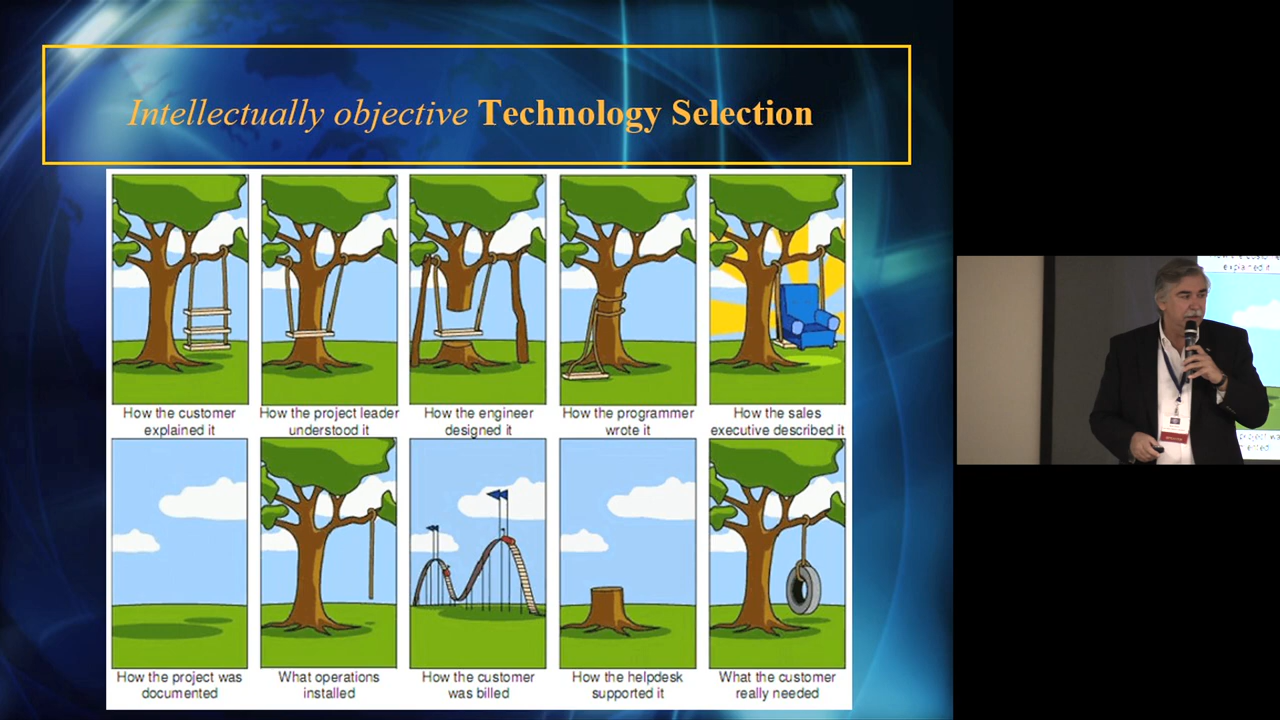 Intellectually objective Technology Selection
How the customer
explained it
How the project leader
understood it
How the engineer
designed it
How the programmer
wrote it
How the sales
executive described it
How the project was
documented
What operations
installed
How the customer
was billed
How the helpdesk
supported it
What the customer
really needed
explained it